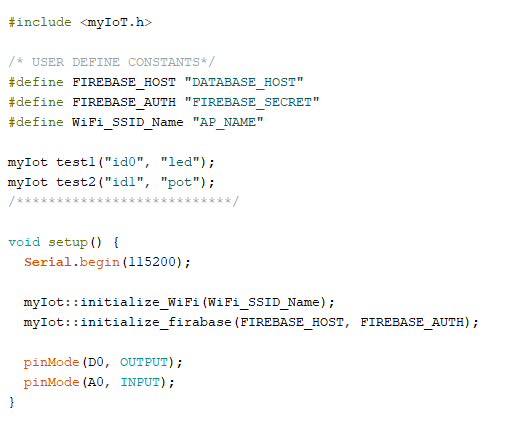 #include <myIoT.h>
/* USER DEFINE CONSTANTS*/
#define FIREBASE_HOST "DATABASE_HOST"
#define FIREBASE_AUTH "FIREBASE_SECRET"
#define WiFi_SSID_Name "AP_NAME"
myIot test1("id0", "led");
myIot test2("id1", "pot");
/***************************/
void setup() {
  Serial.begin(115200);
  myIot::initialize_WiFi(WiFi_SSID_Name);
  myIot::initialize_firabase(FIREBASE_HOST, FIREBASE_AUTH);
  pinMode(D0, OUTPUT);
  pinMode(A0, INPUT);
}